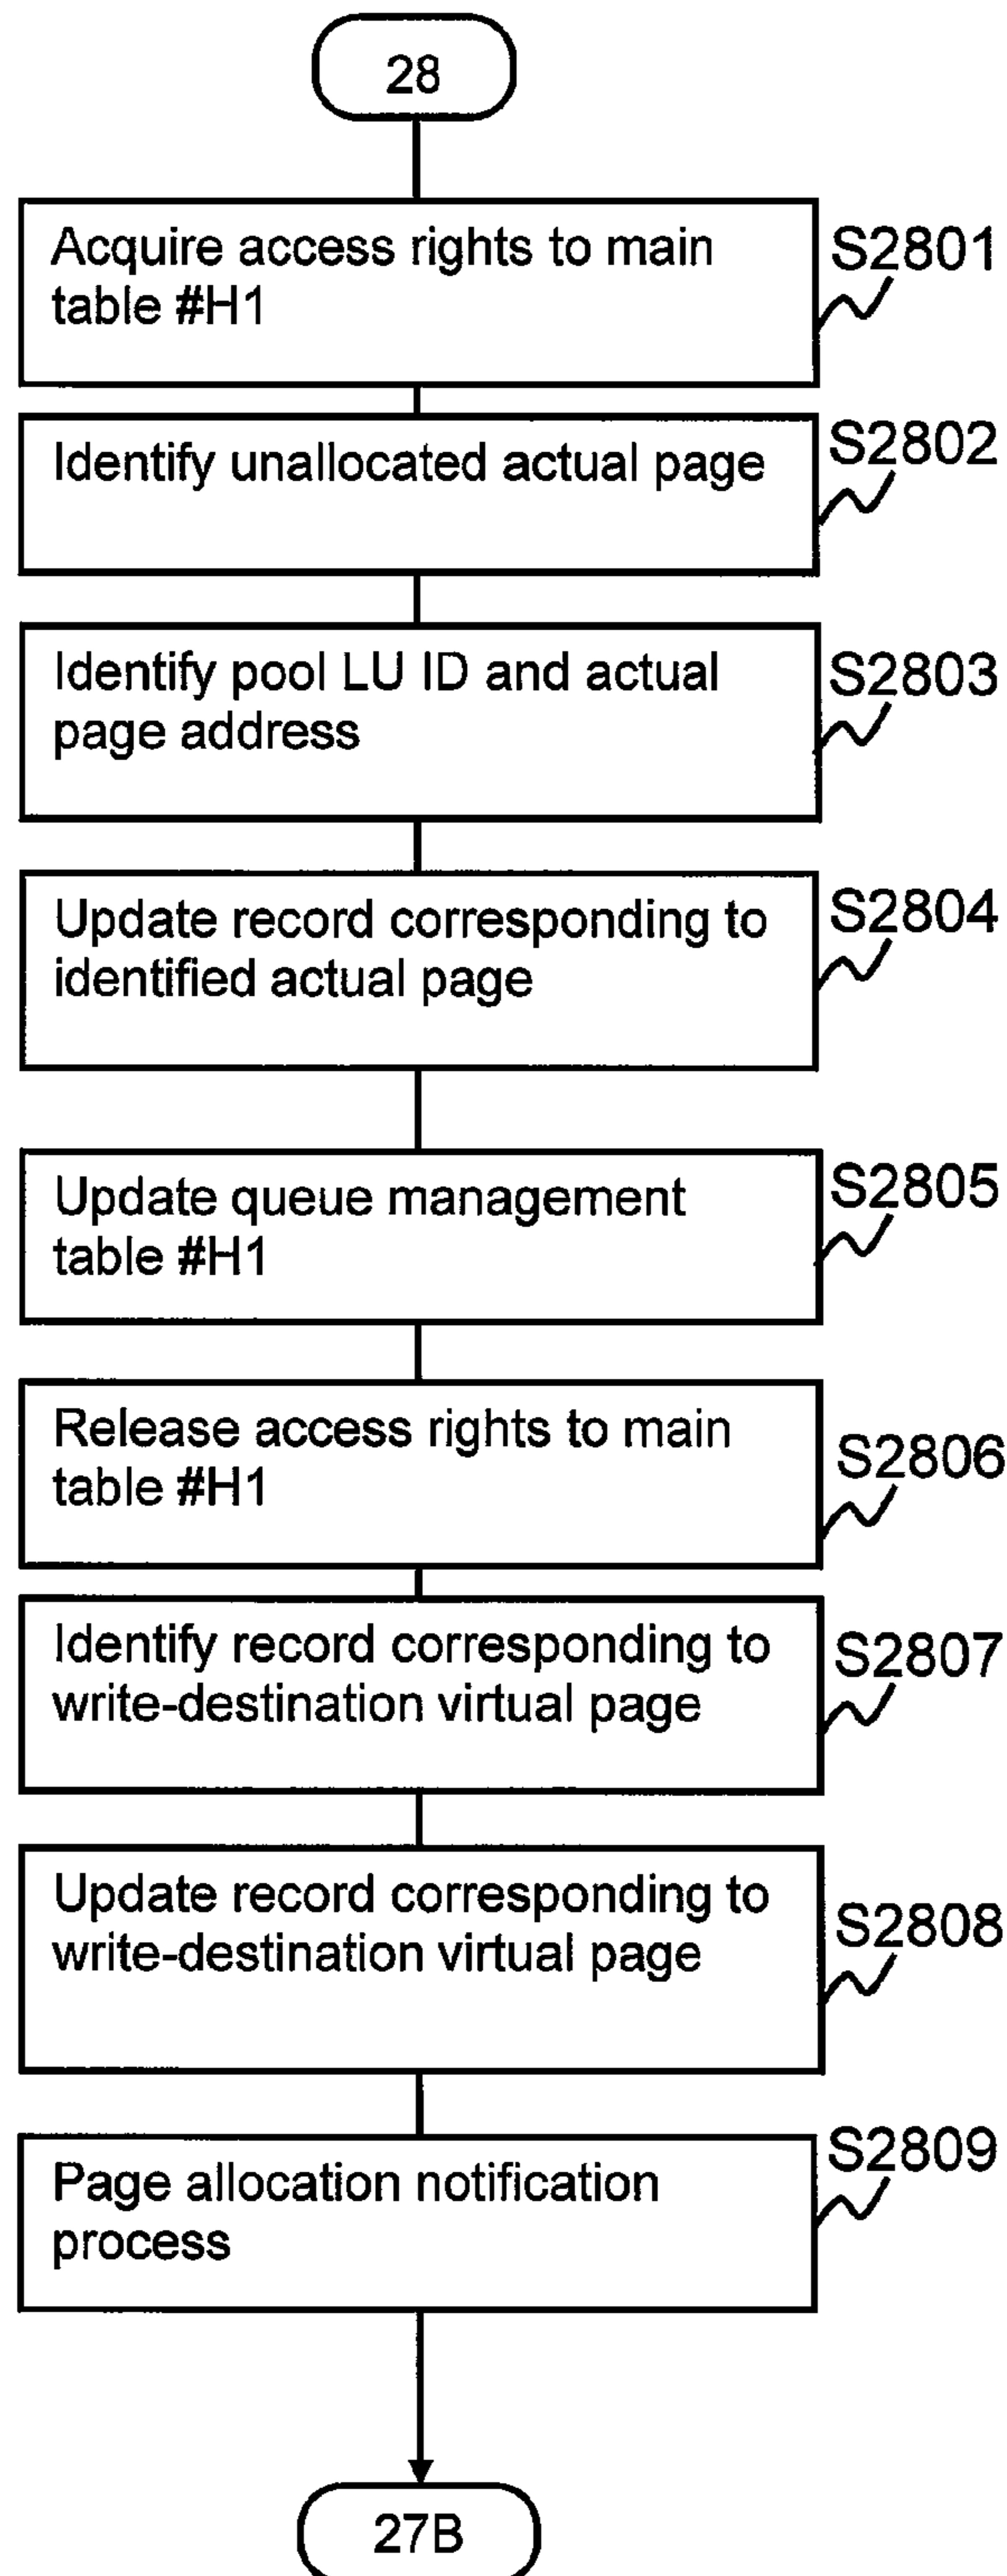 28
Acquire access rights to main
table #H1
S2801
Identify unallocated actual page
S2802
Identify pool LU ID and actual
page address
S2803
Update record corresponding to
identified actual page
S2804
Update queue management
table #H1
S2805
Release access rights to main
table #H1
S2806
Identify record corresponding to
write-destination virtual page
S2807
Update record corresponding to
write-destination virtual page
S2808
Page allocation notification
process
S2809
27B